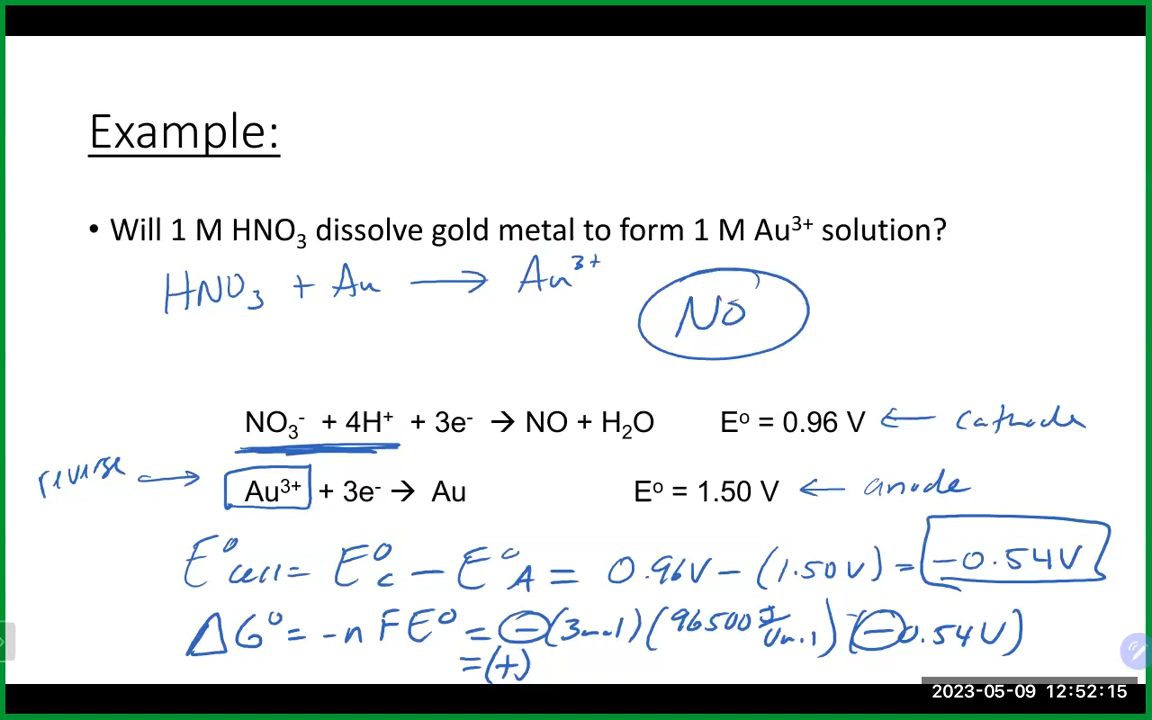 Example:
• Will 1 M HNO₃ dissolve gold metal to form 1 M Au³⁺ solution?
HNO₃ + Au → Au³⁺
No
NO₃⁻ + 4H⁺ + 3e⁻ → NO + H₂O E° = 0.96 V ← cathode
reverse → Au³⁺ + 3e⁻ → Au E° = 1.50 V ← anode
E°cell = E°C − E°A = 0.96V − (1.50V) = −0.54V
ΔG° = −nFE° = −(3mol)(96500 J/Vmol)(−0.54V)
= (+)
2023-05-09 12:52:15